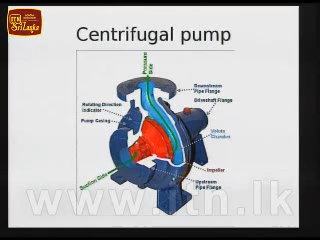 ITN
Sri Lanka
Centrifugal pump
Pressure
Side
Downstream
Pipe Flange
Rotating Direction
Indicator
Driveshaft Flange
Pump Casing
Volute
Chamber
Impeller
Suction Side
Upstream
Pipe Flange
www.itn.lk